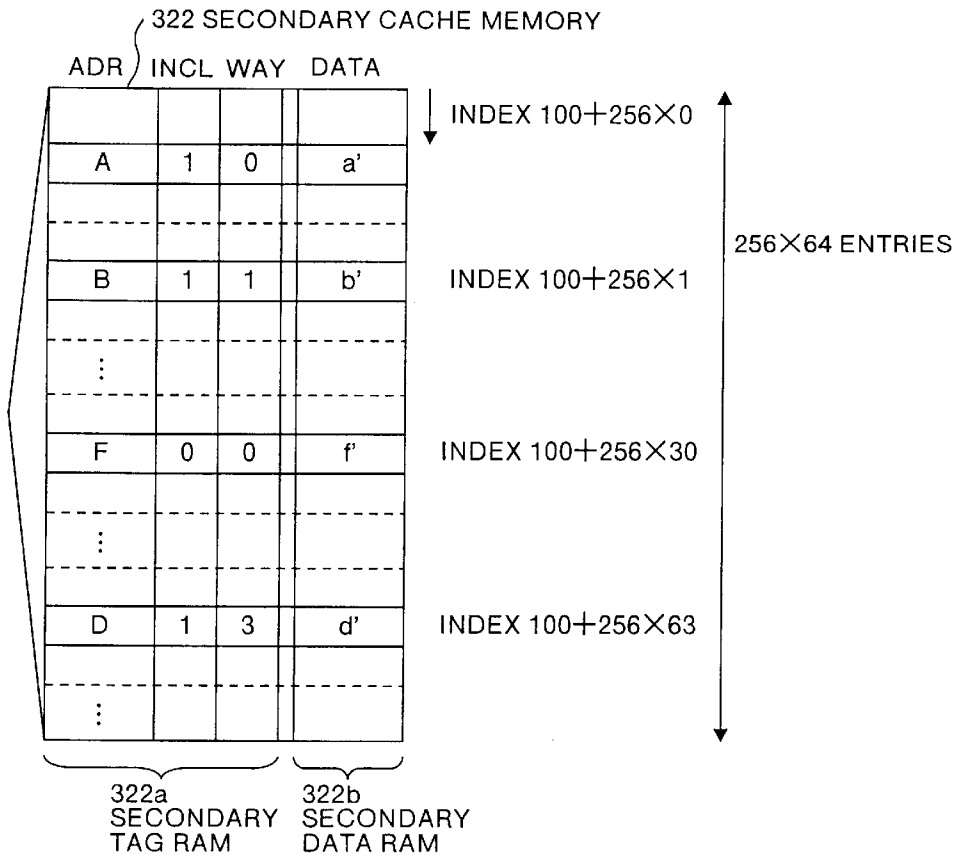 322 SECONDARY CACHE MEMORY
ADR INCL WAY DATA
INDEX 100+256×0
A 1 0 a'
256×64 ENTRIES
B 1 1 b' INDEX 100+256×1
⋮
F 0 0 f' INDEX 100+256×30
⋮
D 1 3 d' INDEX 100+256×63
⋮
322a
SECONDARY
TAG RAM
322b
SECONDARY
DATA RAM